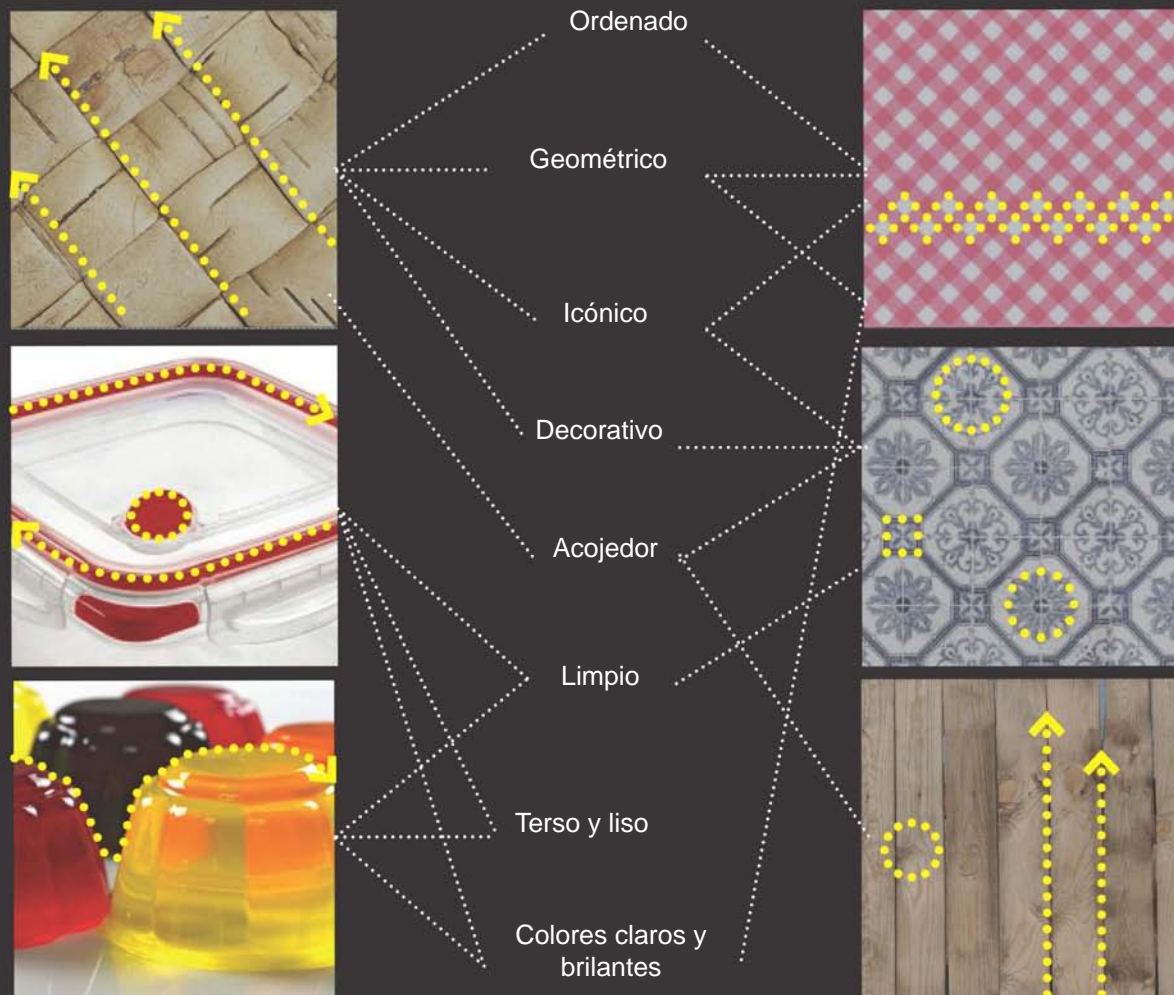 Ordenado
Geométrico
Icónico
Decorativo
Acojedor
Limpio
Terso y liso
Colores claros y
brilantes